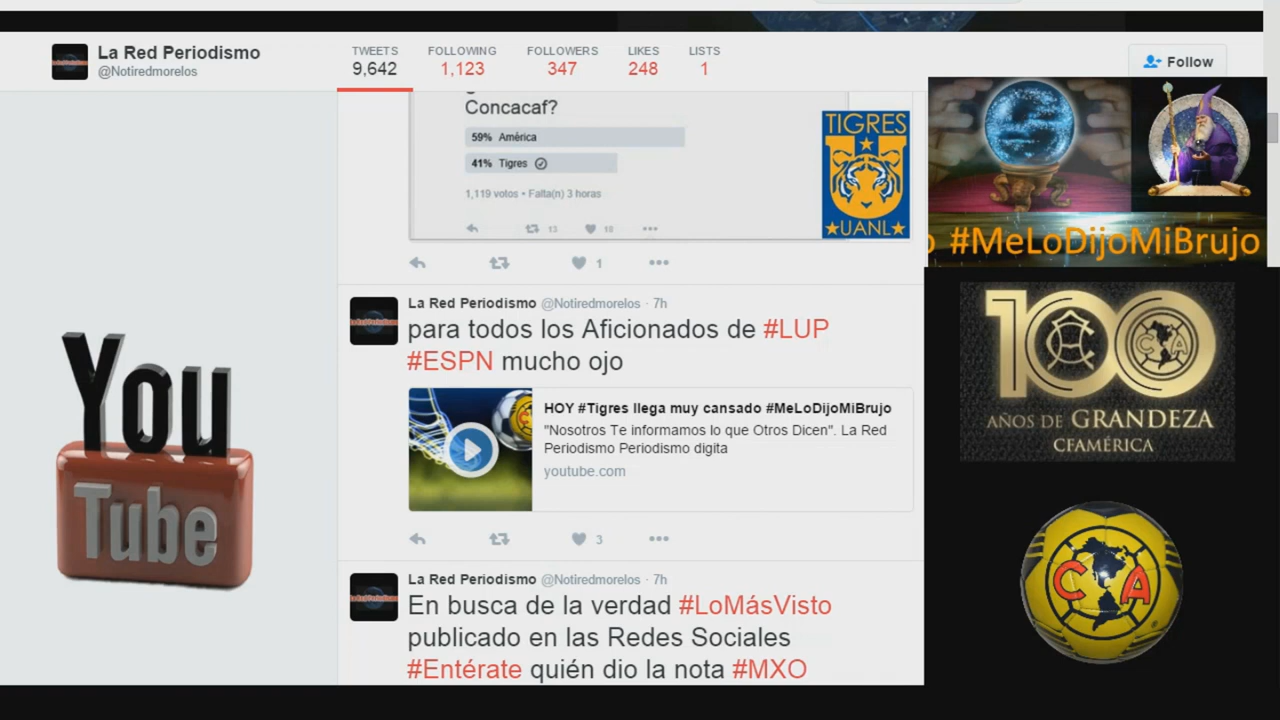 La Red Periodismo
@Notiredmorelos
TWEETS
9,642
FOLLOWING
1,123
FOLLOWERS
347
LIKES
248
LISTS
1
Follow
Concacaf?
59% América
41% Tigres
1,119 votos • Falta(n) 3 horas
13
18
TIGRES
UANL
1
#MeLoDijoMiBrujo
La Red Periodismo @Notiredmorelos · 7h
para todos los Aficionados de #LUP
#ESPN mucho ojo
HOY #Tigres llega muy cansado #MeLoDijoMiBrujo
"Nosotros Te informamos lo que Otros Dicen". La Red
Periodismo Periodismo digita
youtube.com
3
La Red Periodismo @Notiredmorelos · 7h
En busca de la verdad #LoMásVisto
publicado en las Redes Sociales
#Entérate quién dio la nota #MXO
You
Tube
100
CA
AÑOS DE GRANDEZA
CFAMÉRICA
CA